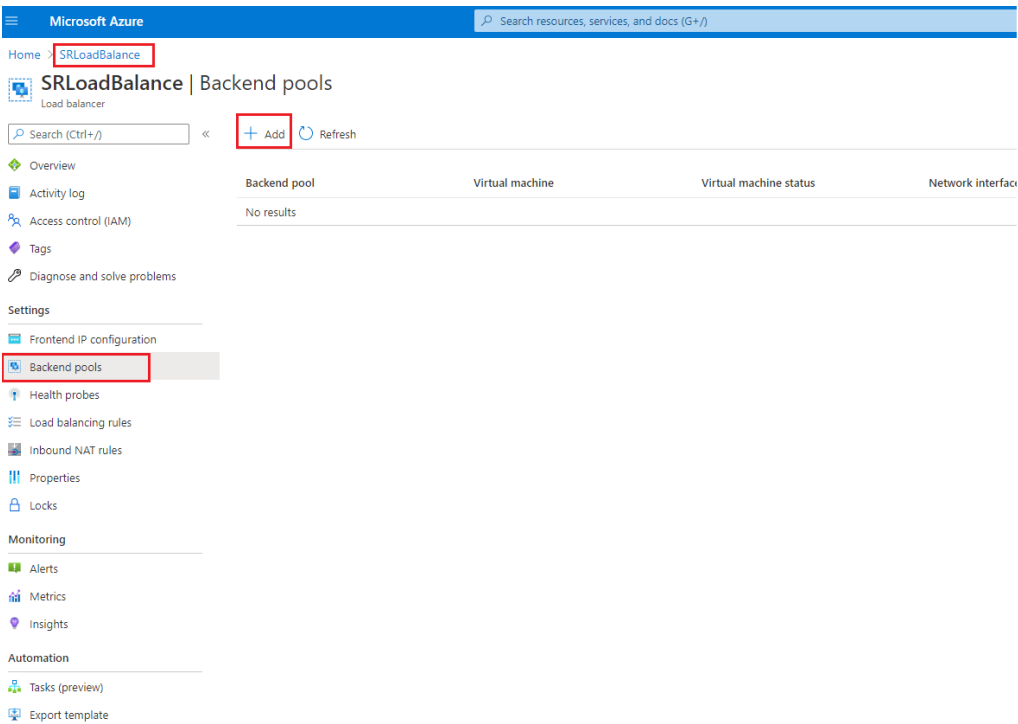 Microsoft Azure
Search resources, services, and docs (G+/)
Home > SRLoadBalance
SRLoadBalance | Backend pools
Load balancer
Search (Ctrl+/)
«
+ Add
Refresh
Overview
Activity log
Access control (IAM)
Tags
Diagnose and solve problems
Settings
Frontend IP configuration
Backend pools
Health probes
Load balancing rules
Inbound NAT rules
Properties
Locks
Monitoring
Alerts
Metrics
Insights
Automation
Tasks (preview)
Export template
Backend pool Virtual machine Virtual machine status Network interface
No results